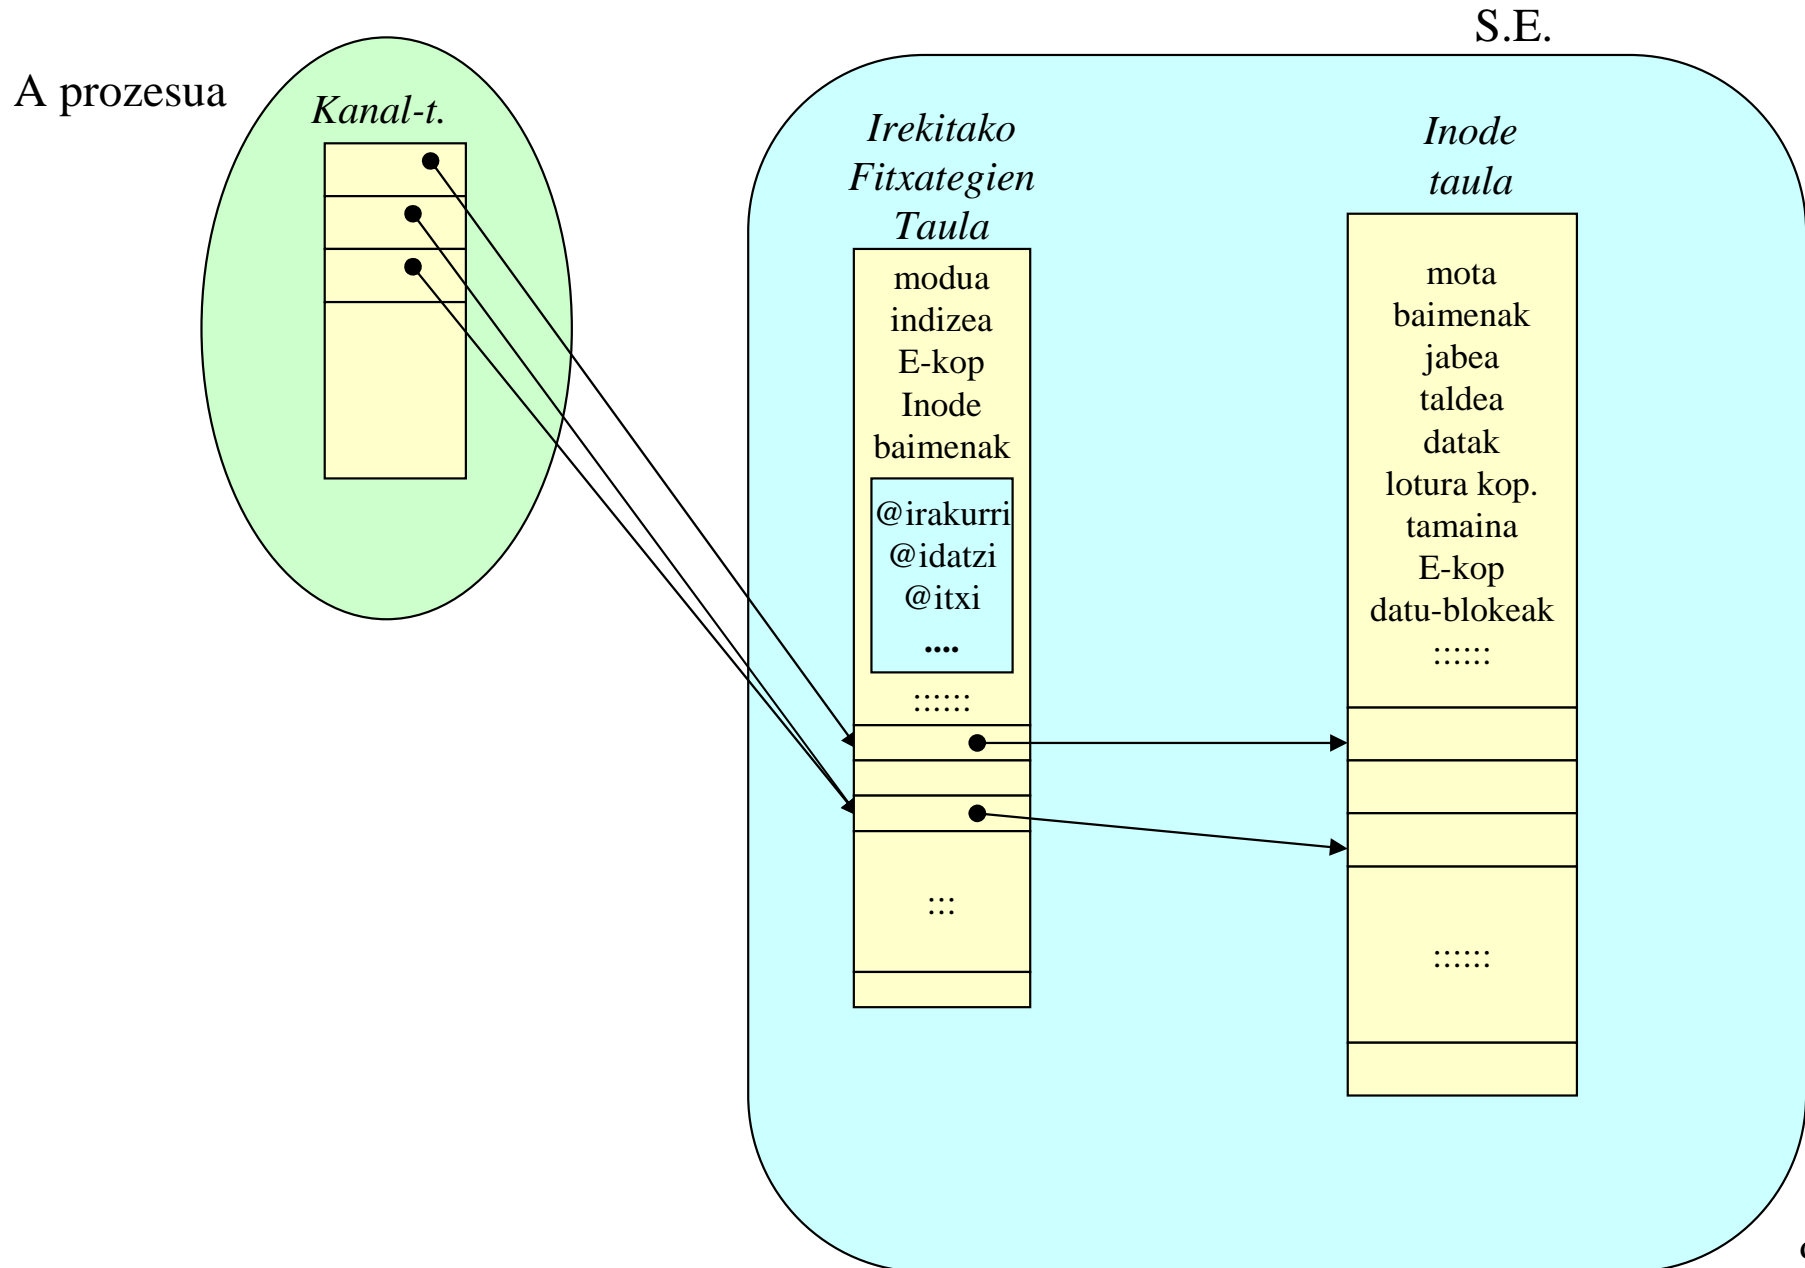 S.E.
A prozesua
Kanal-t.
Irekitako
Fitxategien
Taula
modua
indizea
E-kop
Inode
baimenak
@irakurri
@idatzi
@itxi
....
::::::
:::
Inode
taula
mota
baimenak
jabea
taldea
datak
lotura kop.
tamaina
E-kop
datu-blokeak
::::::
::::::